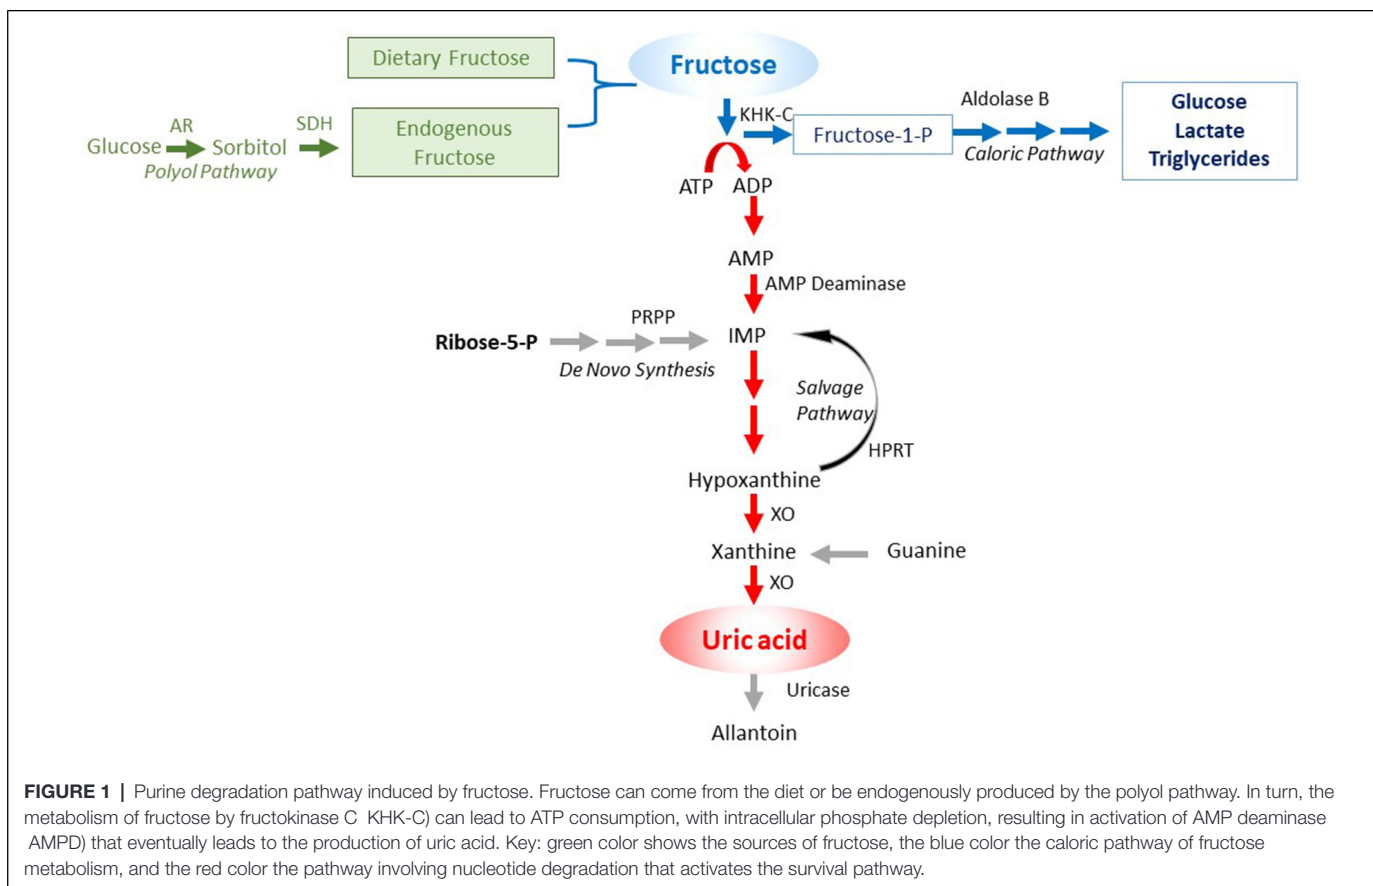 Dietary Fructose
Fructose
AR
SDH
Glucose
Sorbitol
Polyol Pathway
Endogenous
Fructose
KHK-C
Fructose-1-P
Aldolase B
Caloric Pathway
Glucose
Lactate
Triglycerides
ATP
ADP
AMP
AMP Deaminase
Ribose-5-P
PRPP
De Novo Synthesis
IMP
Salvage
Pathway
HPRT
Hypoxanthine
XO
Xanthine
Guanine
XO
Uric acid
Uricase
Allantoin
FIGURE 1 | Purine degradation pathway induced by fructose. Fructose can come from the diet or be endogenously produced by the polyol pathway. In turn, the
metabolism of fructose by fructokinase C KHK-C) can lead to ATP consumption, with intracellular phosphate depletion, resulting in activation of AMP deaminase
AMPD) that eventually leads to the production of uric acid. Key: green color shows the sources of fructose, the blue color the caloric pathway of fructose
metabolism, and the red color the pathway involving nucleotide degradation that activates the survival pathway.